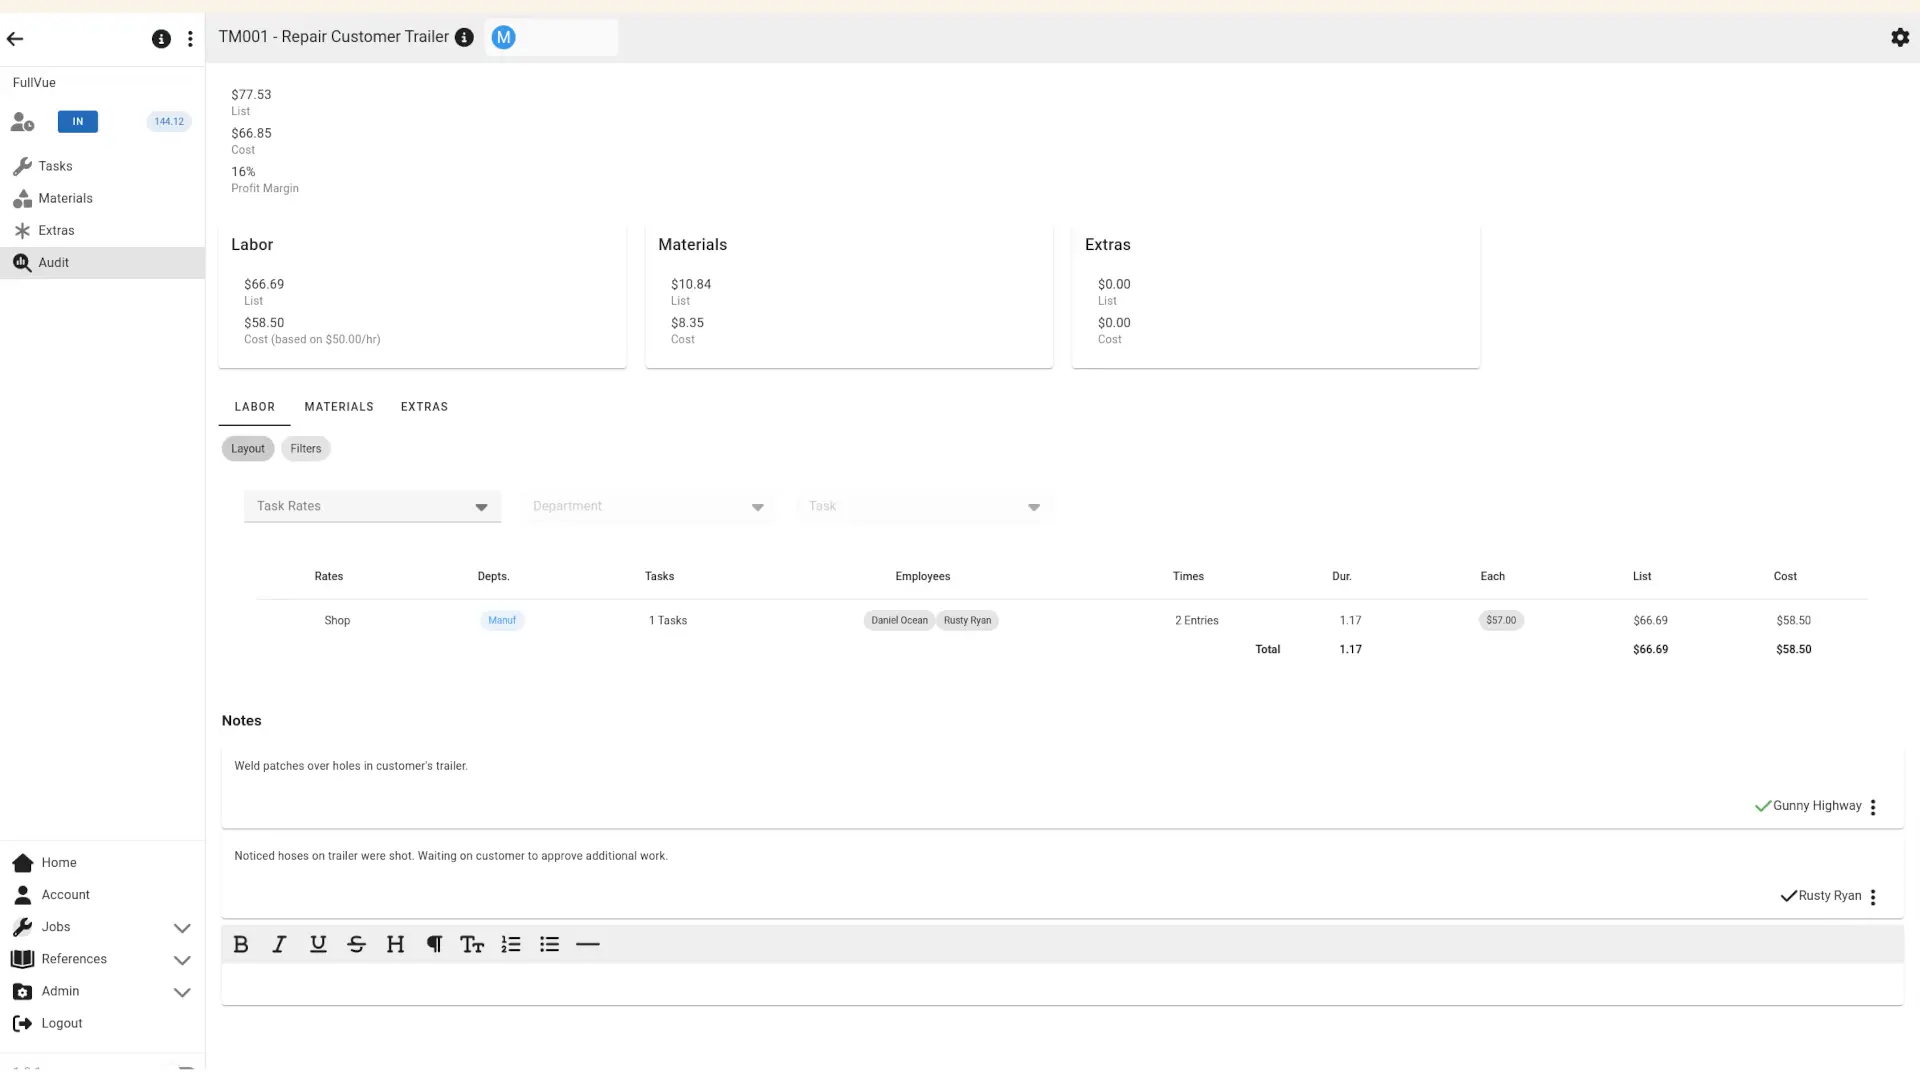 TM001 - Repair Customer Trailer
M
FullVue
IN
144.12
Tasks
Materials
Extras
Audit
$77.53
List
$66.85
Cost
16%
Profit Margin
Labor
$66.69
List
$58.50
Cost (based on $50.00/hr)
Materials
$10.84
List
$8.35
Cost
Extras
$0.00
List
$0.00
Cost
LABOR MATERIALS EXTRAS
Layout Filters
Task Rates Department Task
Rates Depts. Tasks Employees Times Dur. Each List Cost
Shop Manuf 1 Tasks Daniel Ocean Rusty Ryan 2 Entries 1.17 $57.00 $66.69 $58.50
Total 1.17 $66.69 $58.50
Notes
Weld patches over holes in customer's trailer.
Gunny Highway
Noticed hoses on trailer were shot. Waiting on customer to approve additional work.
Rusty Ryan
Home
Account
Jobs
References
Admin
Logout